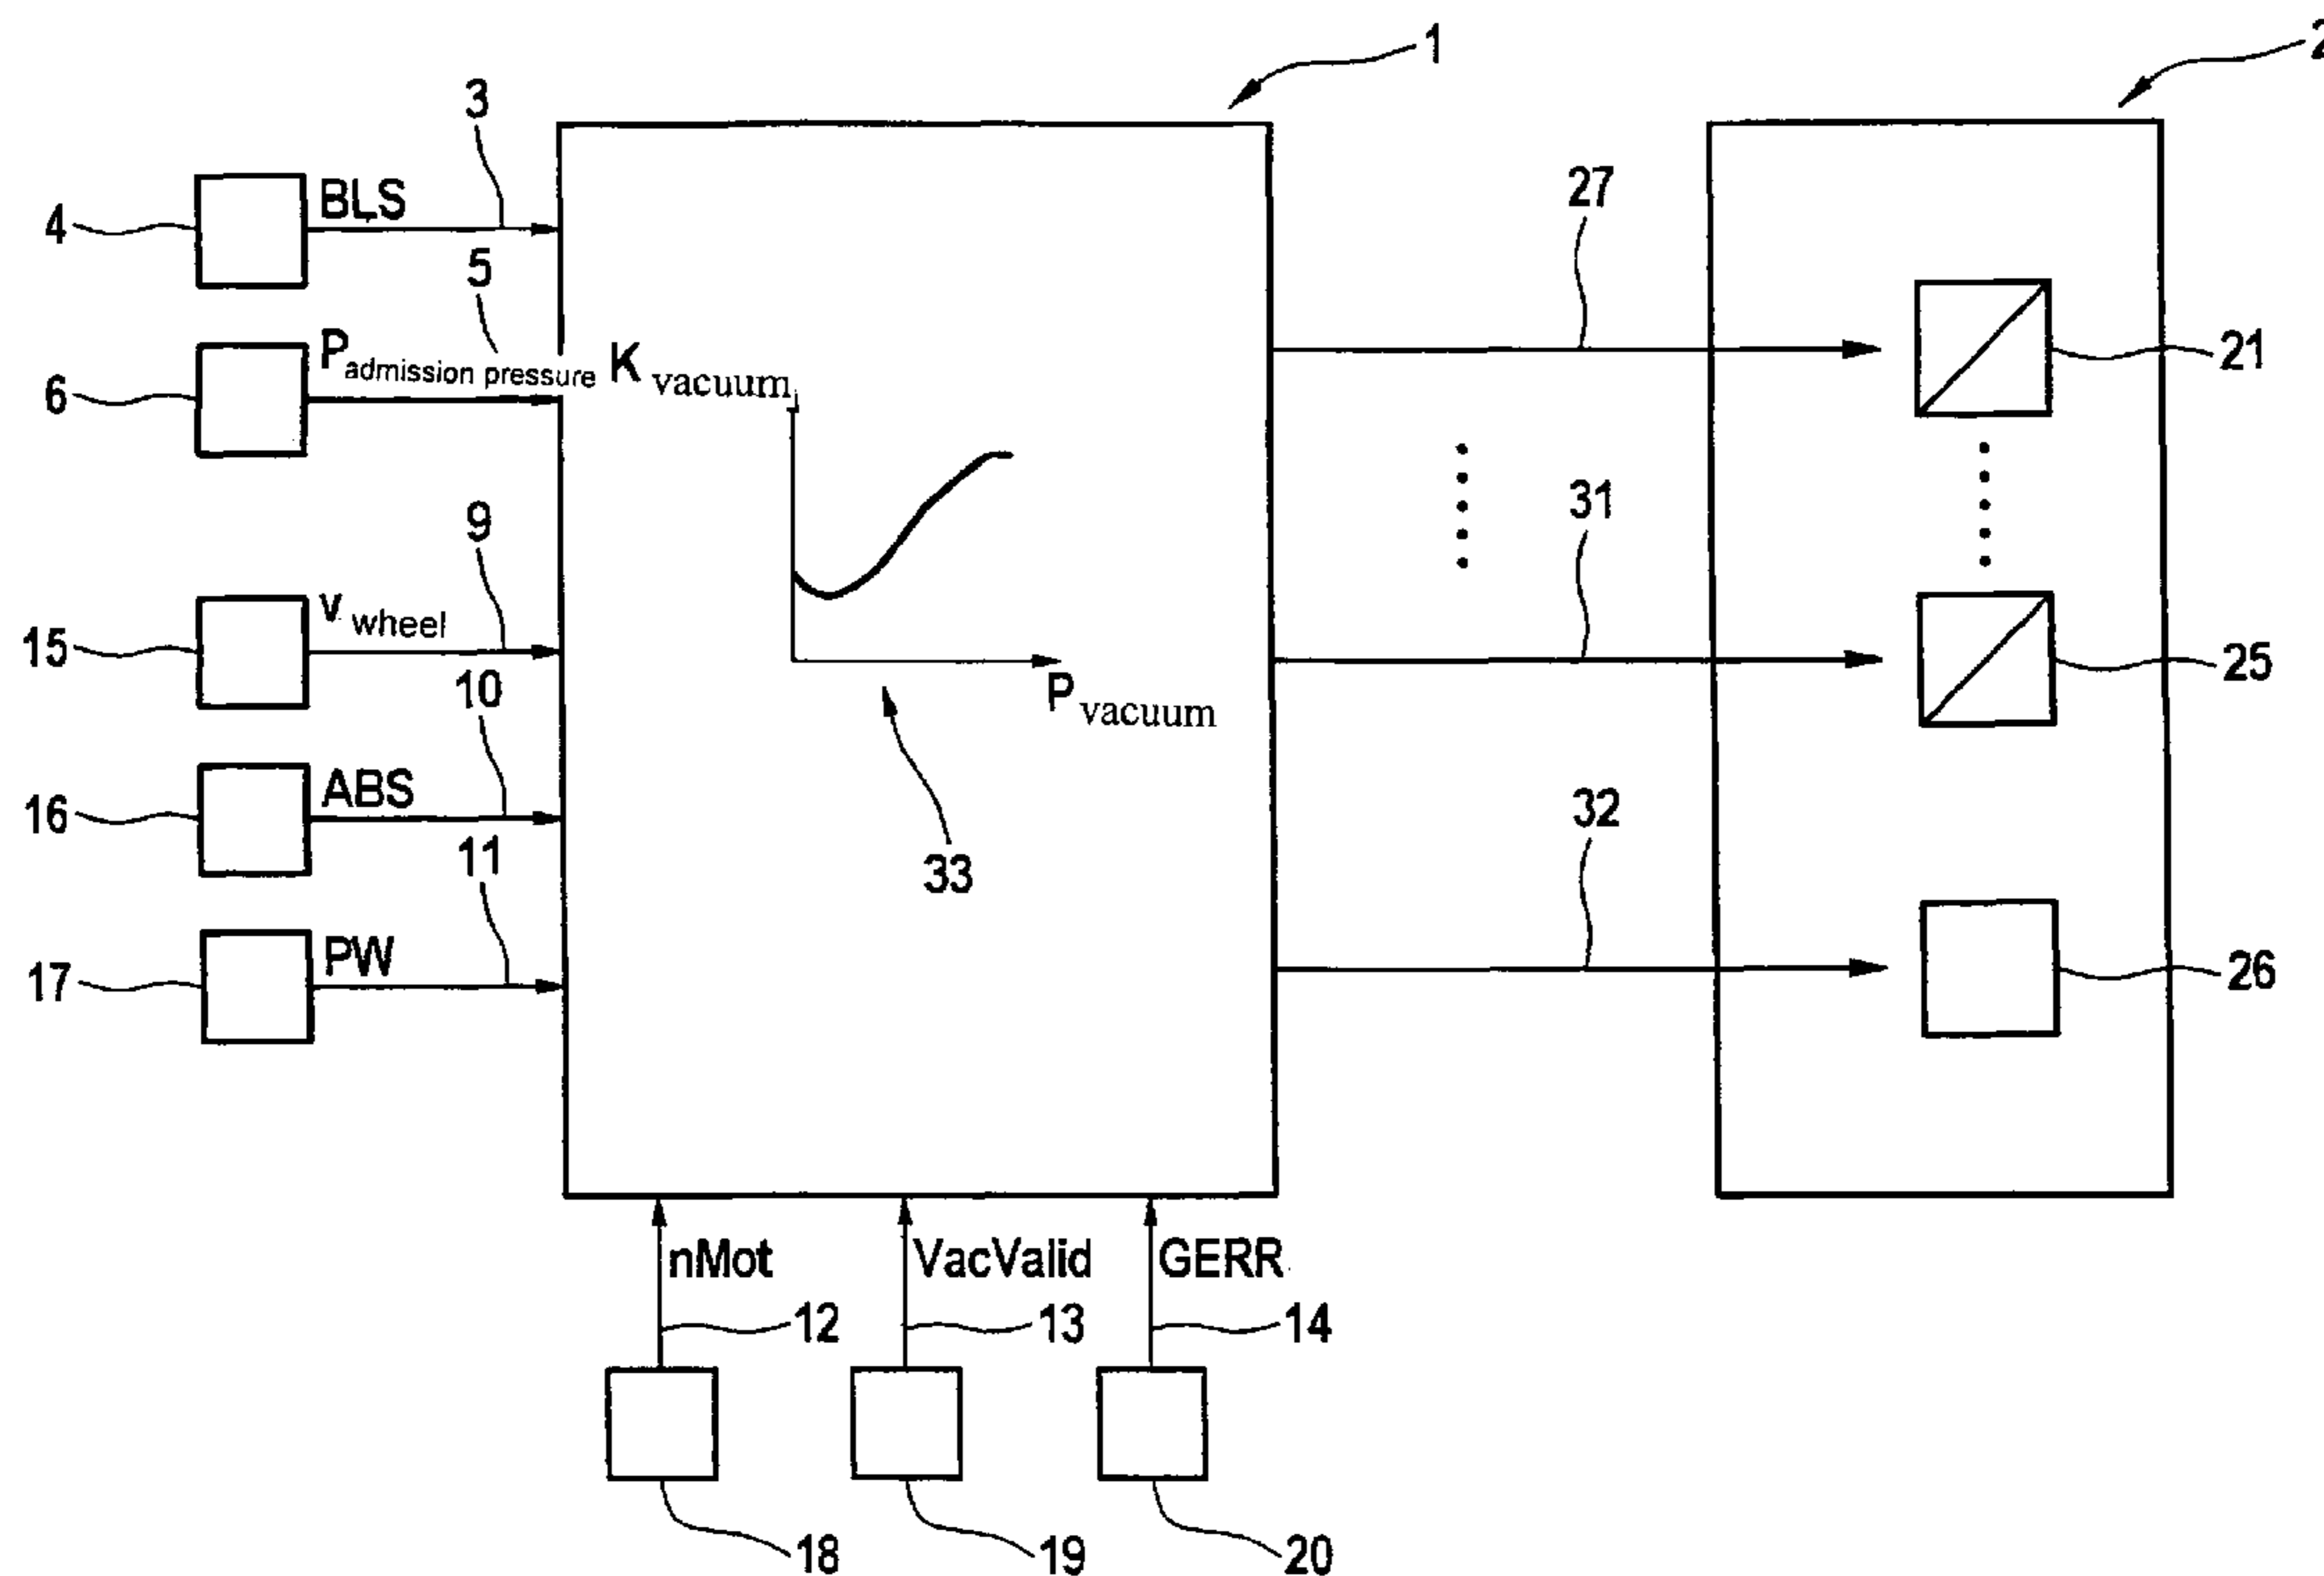 1
2
3
BLS
4
27
5
P admission pressure
K vacuum
6
21
9
31
v wheel
15
10
25
P vacuum
ABS
16
32
11
33
PW
17
26
nMot
VacValid
GERR
12
13
14
18
19
20